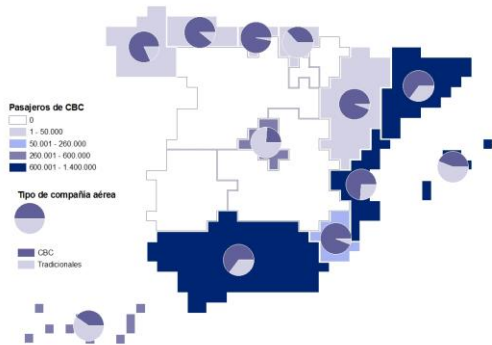 Pasajeros de CBC
0
1 - 50.000
50.001 - 260.000
260.001 - 600.000
600.001 - 1.400.000
Tipo de compañía aérea
CBC
Tradicionales